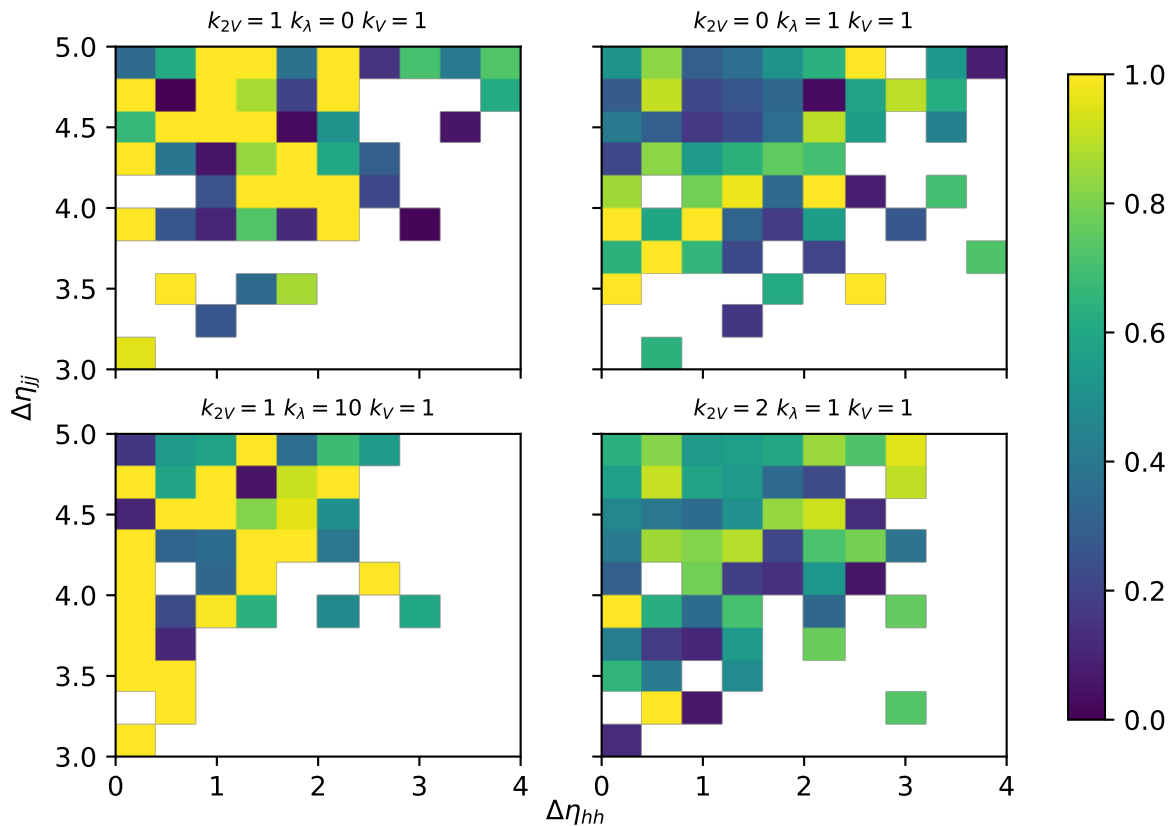 k_{2V} = 1 k_λ = 0 k_V = 1
k_{2V} = 0 k_λ = 1 k_V = 1
5.0
4.5
4.0
3.5
3.0
1.0
0.8
0.6
0.4
0.2
0.0
Δη_{jj}
k_{2V} = 1 k_λ = 10 k_V = 1
k_{2V} = 2 k_λ = 1 k_V = 1
5.0
4.5
4.0
3.5
3.0
0 1 2 3 4
0 1 2 3 4
Δη_{hh}